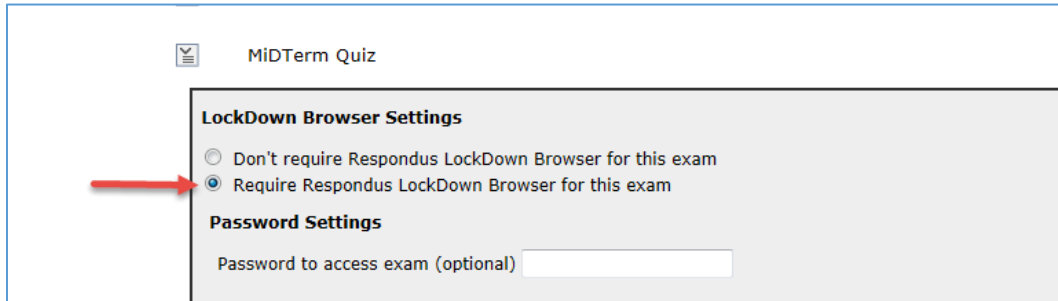 MiDTerm Quiz
LockDown Browser Settings
Don't require Respondus LockDown Browser for this exam
Require Respondus LockDown Browser for this exam
Password Settings
Password to access exam (optional)